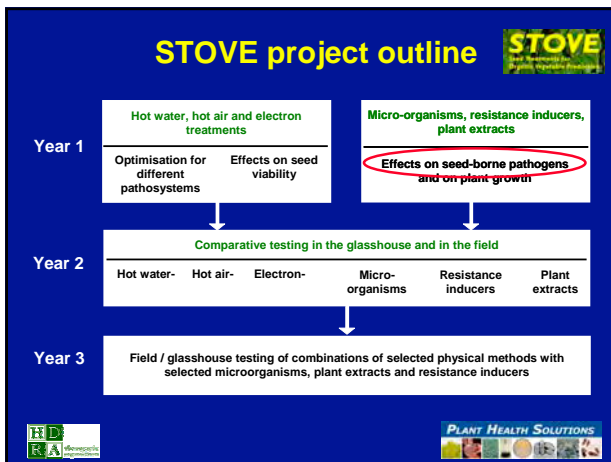 STOVE project outline
STOVE
Seed Treatments for
Organic Vegetable Production
Year 1
Hot water, hot air and electron
treatments
Optimisation for
different
pathosystems
Effects on seed
viability
Micro-organisms, resistance inducers,
plant extracts
Effects on seed-borne pathogens
and on plant growth
Year 2
Comparative testing in the glasshouse and in the field
Hot water- Hot air- Electron- Micro-
organisms Resistance
inducers Plant
extracts
Year 3
Field / glasshouse testing of combinations of selected physical methods with
selected microorganisms, plant extracts and resistance inducers
HD
RA
PLANT HEALTH SOLUTIONS